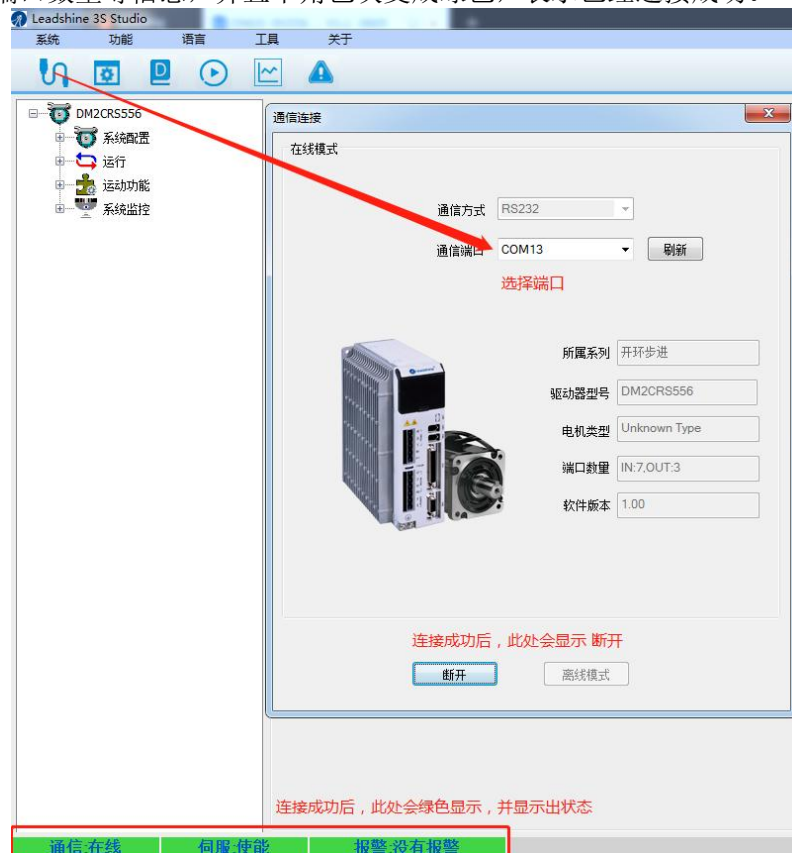 Leadshine 3S Studio
系统 功能 语言 工具 关于
DM2CRS556
系统配置
运行
运动功能
系统监控
通信连接
在线模式
通信方式 RS232
通信端口 COM13 刷新
选择端口
所属系列 开环步进
驱动器型号 DM2CRS556
电机类型 Unknown Type
端口数量 IN:7,OUT:3
软件版本 1.00
连接成功后，此处会显示 断开
断开 离线模式
连接成功后，此处会绿色显示，并显示出状态
通信:在线 伺服:使能 报警:没有报警